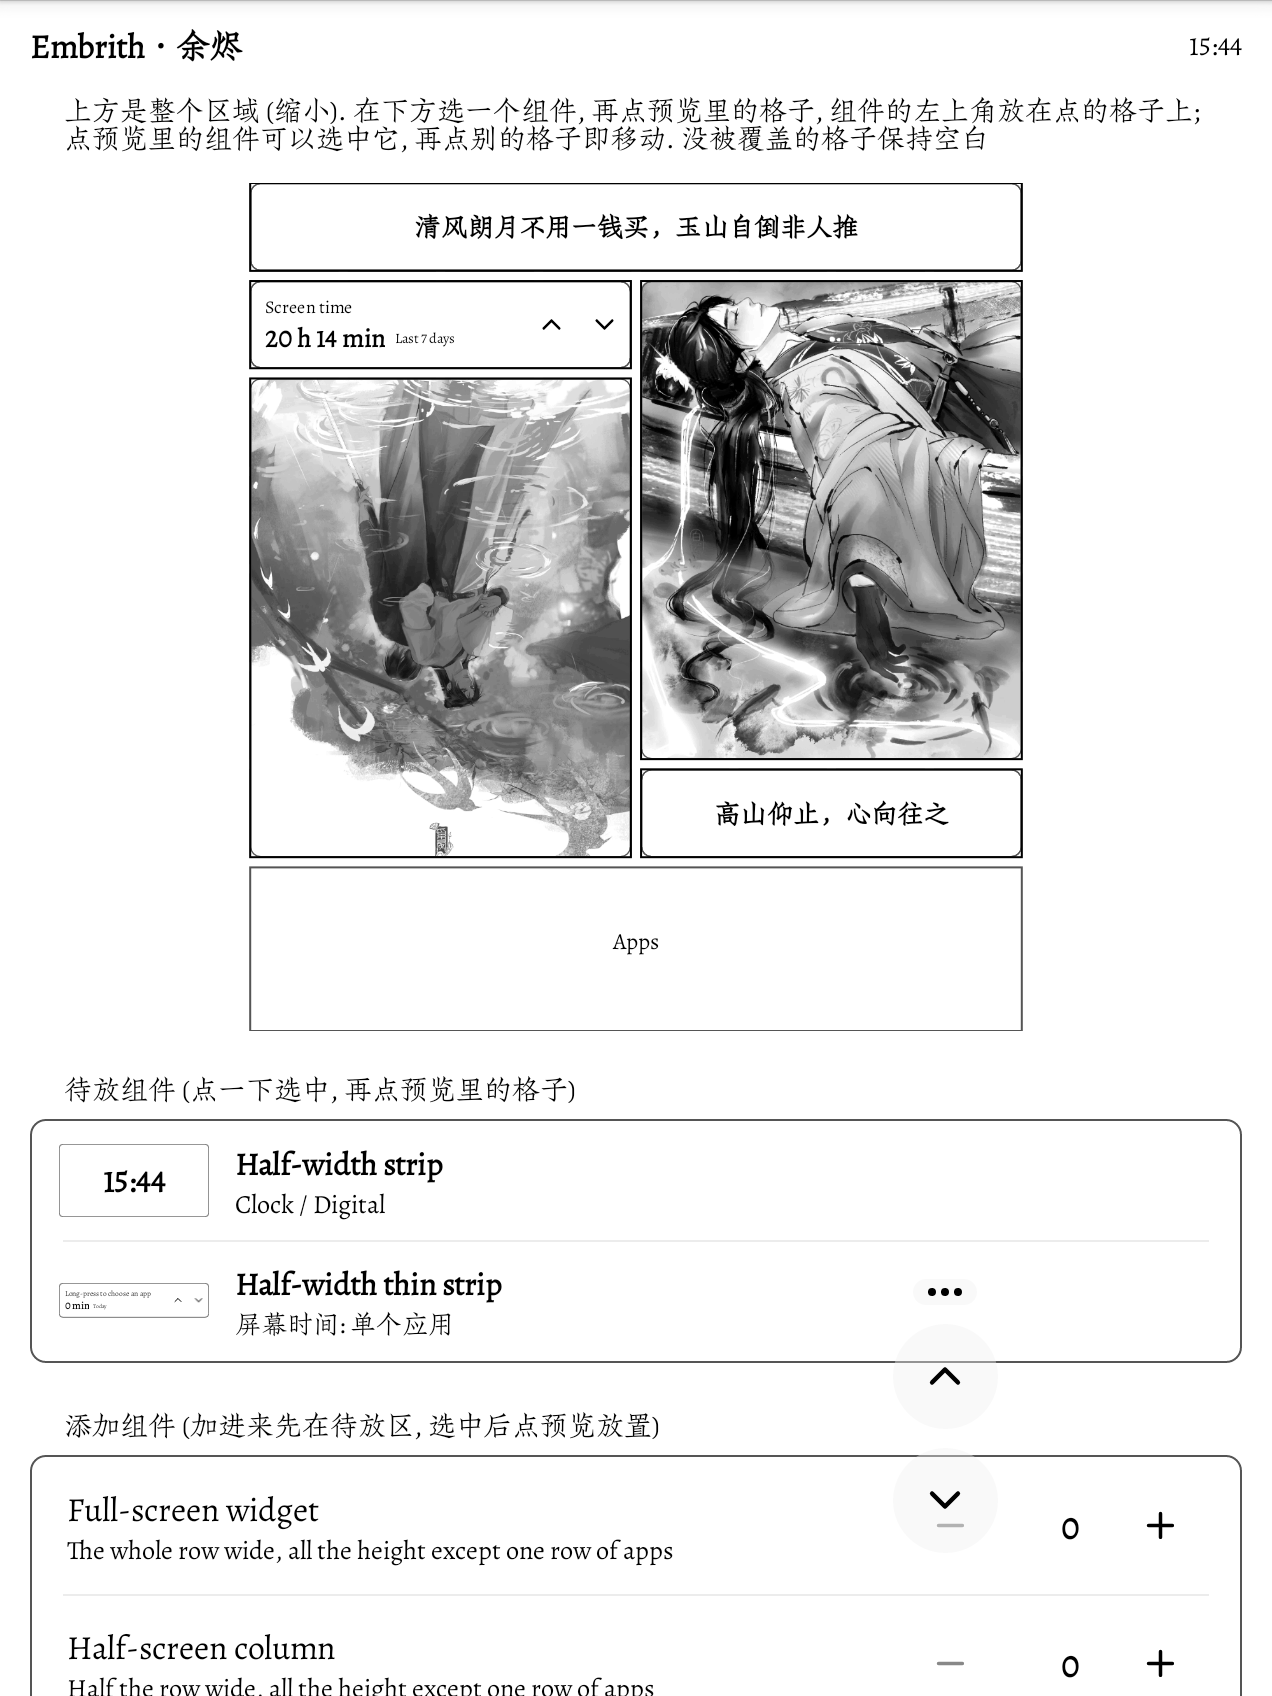 Embrith · 余烬
15:44
上方是整个区域 (缩小). 在下方选一个组件, 再点预览里的格子, 组件的左上角放在点的格子上;
点预览里的组件可以选中它, 再点别的格子即移动. 没被覆盖的格子保持空白
清风朗月不用一钱买，玉山自倒非人推
Screen time
20 h 14 min Last 7 days
高山仰止，心向往之
Apps
待放组件 (点一下选中, 再点预览里的格子)
15:44
Half-width strip
Clock / Digital
Long-press to choose an app
0 min Today
Half-width thin strip
屏幕时间: 单个应用
添加组件 (加进来先在待放区, 选中后点预览放置)
Full-screen widget
The whole row wide, all the height except one row of apps
0
Half-screen column
Half the row wide, all the height except one row of apps
0